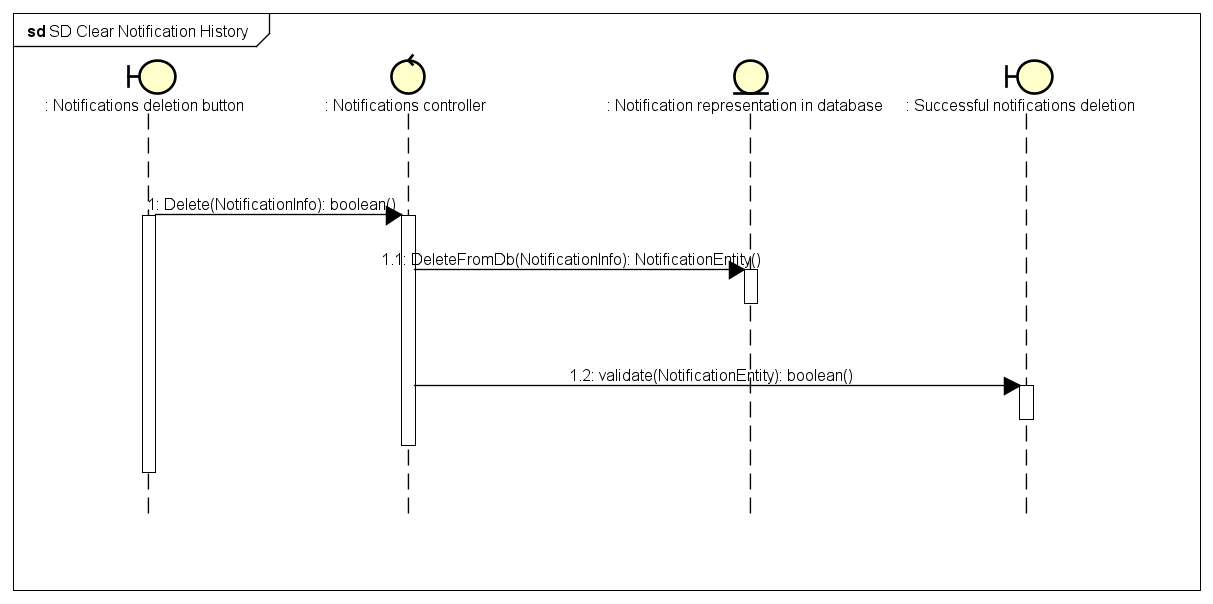 sd SD Clear Notification History
: Notifications deletion button
: Notifications controller
: Notification representation in database
: Successful notifications deletion
1: Delete(NotificationInfo): boolean()
1.1: DeleteFromDb(NotificationInfo): NotificationEntity()
1.2: validate(NotificationEntity): boolean()